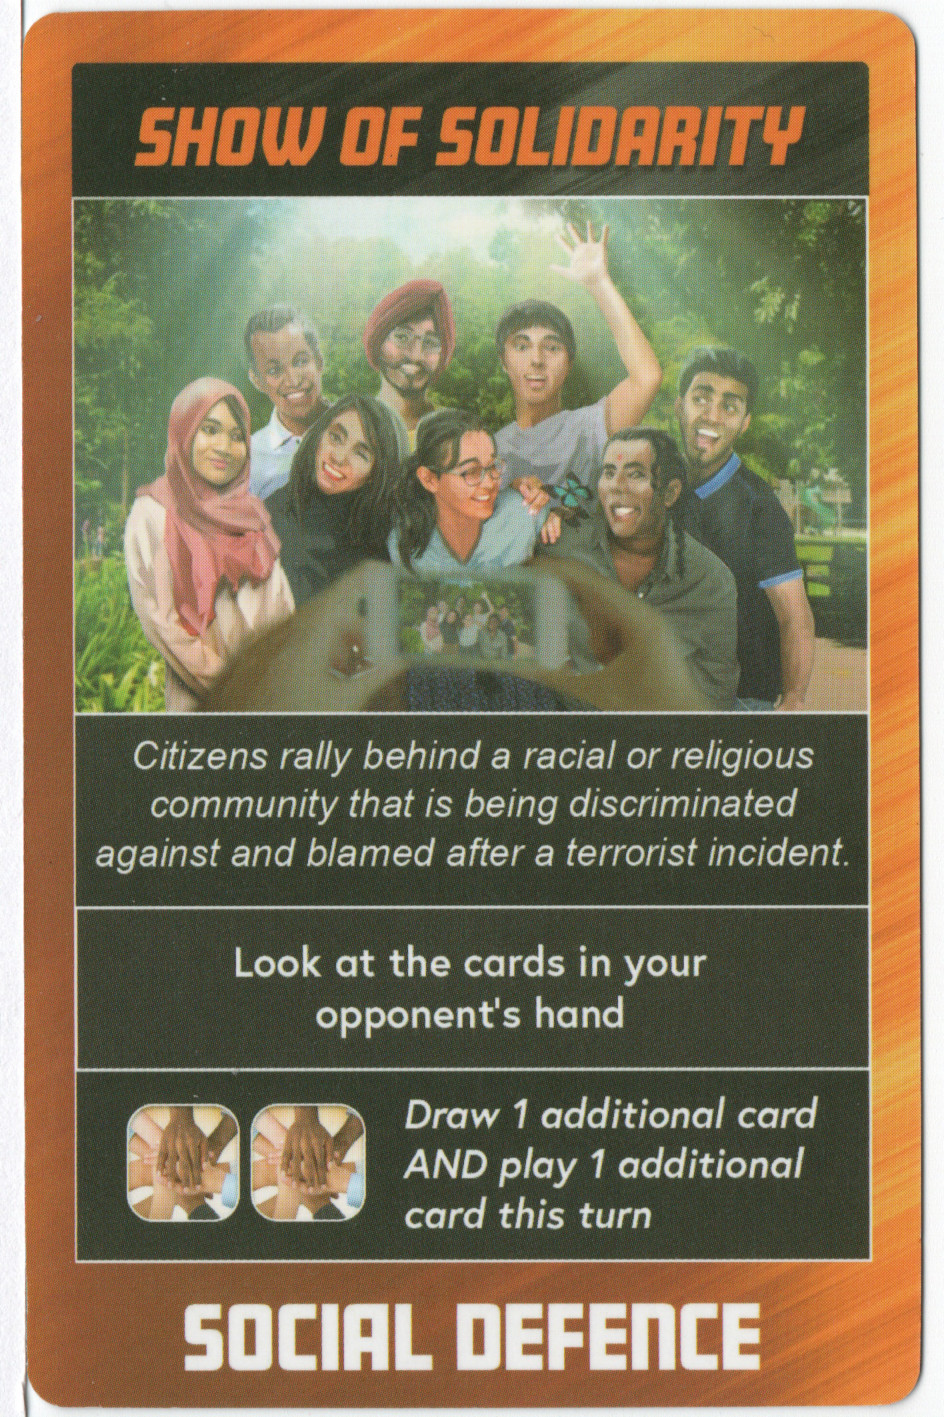 SHOW OF SOLIDARITY
Citizens rally behind a racial or religious
community that is being discriminated
against and blamed after a terrorist incident.
Look at the cards in your
opponent's hand
Draw 1 additional card
AND play 1 additional
card this turn
SOCIAL DEFENCE